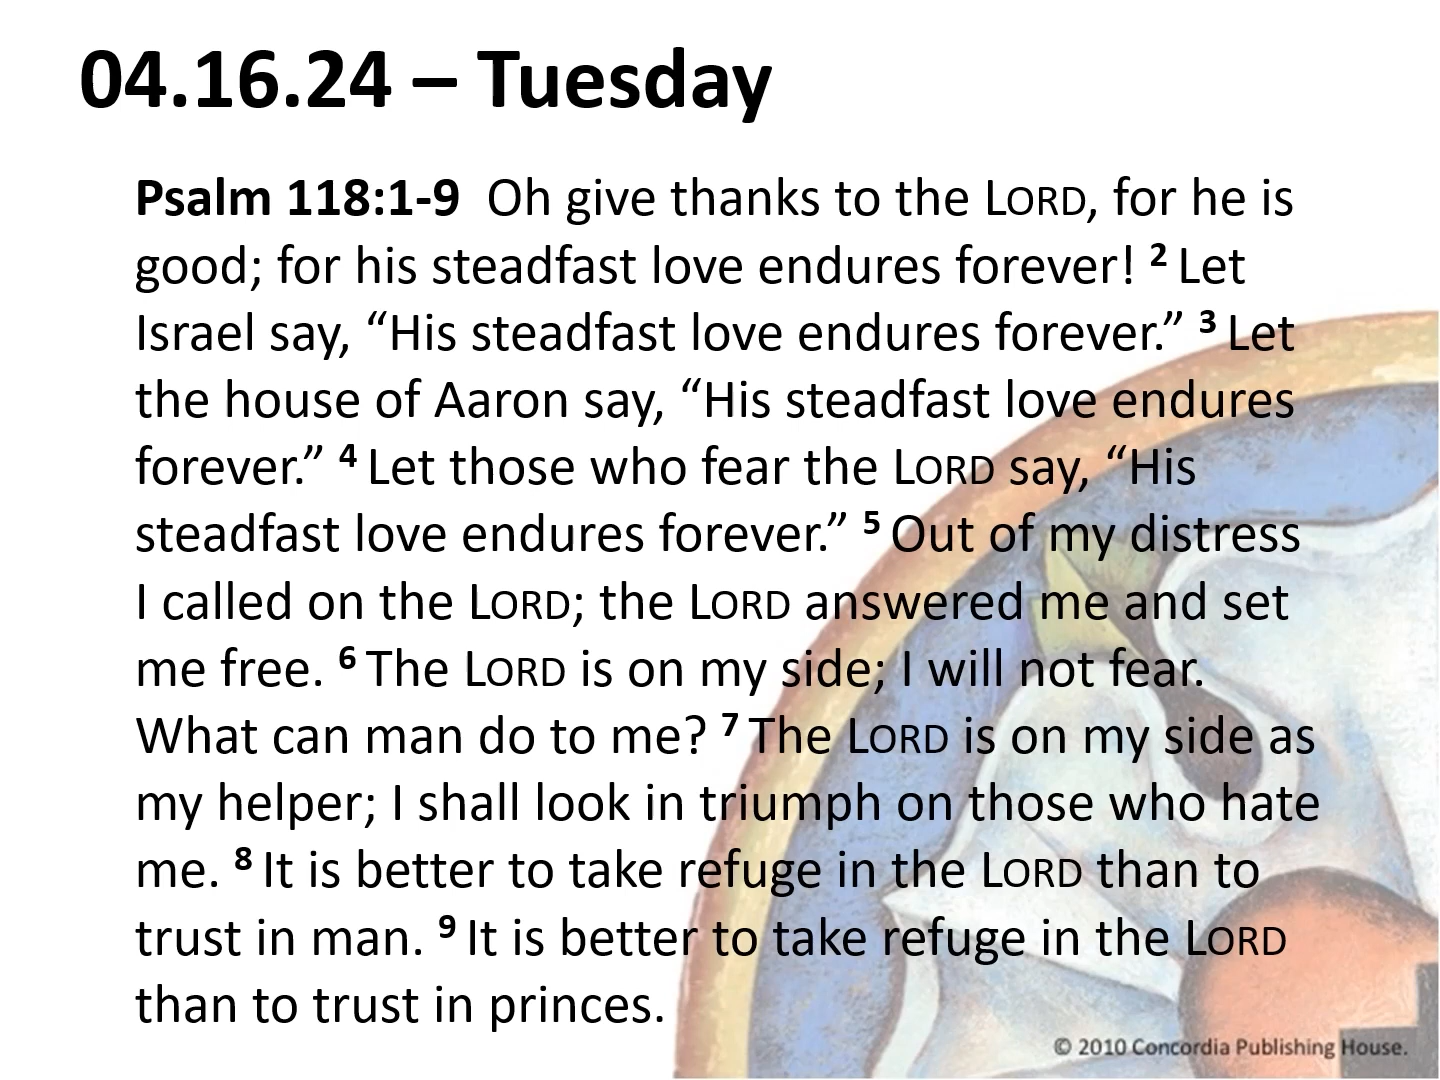 04.16.24 – Tuesday
Psalm 118:1-9  Oh give thanks to the LORD, for he is
good; for his steadfast love endures forever! 2 Let
Israel say, “His steadfast love endures forever.” 3 Let
the house of Aaron say, “His steadfast love endures
forever.” 4 Let those who fear the LORD say, “His
steadfast love endures forever.” 5 Out of my distress
I called on the LORD; the LORD answered me and set
me free. 6 The LORD is on my side; I will not fear.
What can man do to me? 7 The LORD is on my side as
my helper; I shall look in triumph on those who hate
me. 8 It is better to take refuge in the LORD than to
trust in man. 9 It is better to take refuge in the LORD
than to trust in princes.
© 2010 Concordia Publishing House.